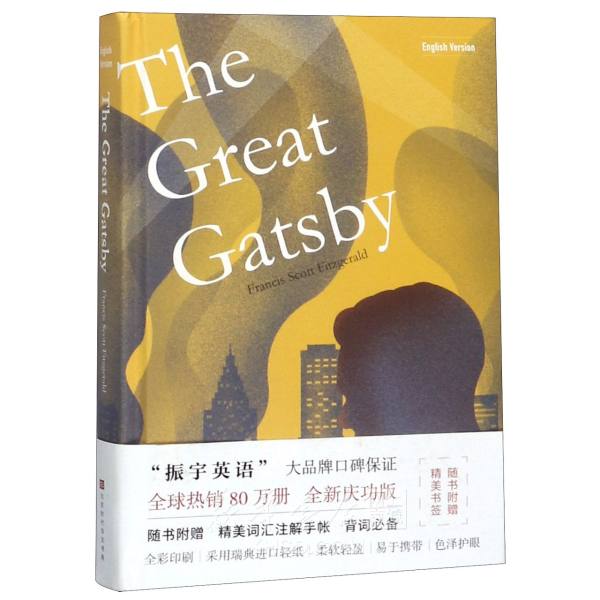 English Version
The Great Gatsby
Francis Scott Fitzgerald
English Version
The
Great
Gatsby
Francis Scott Fitzgerald
“振宇英语” 大品牌口碑保证
全球热销80万册 全新庆功版
随书附赠 精美词汇注解手帐 背词必备
全彩印刷|采用瑞典进口轻纸|柔软轻盈|易于携带|色泽护眼
随书附赠
精美书签